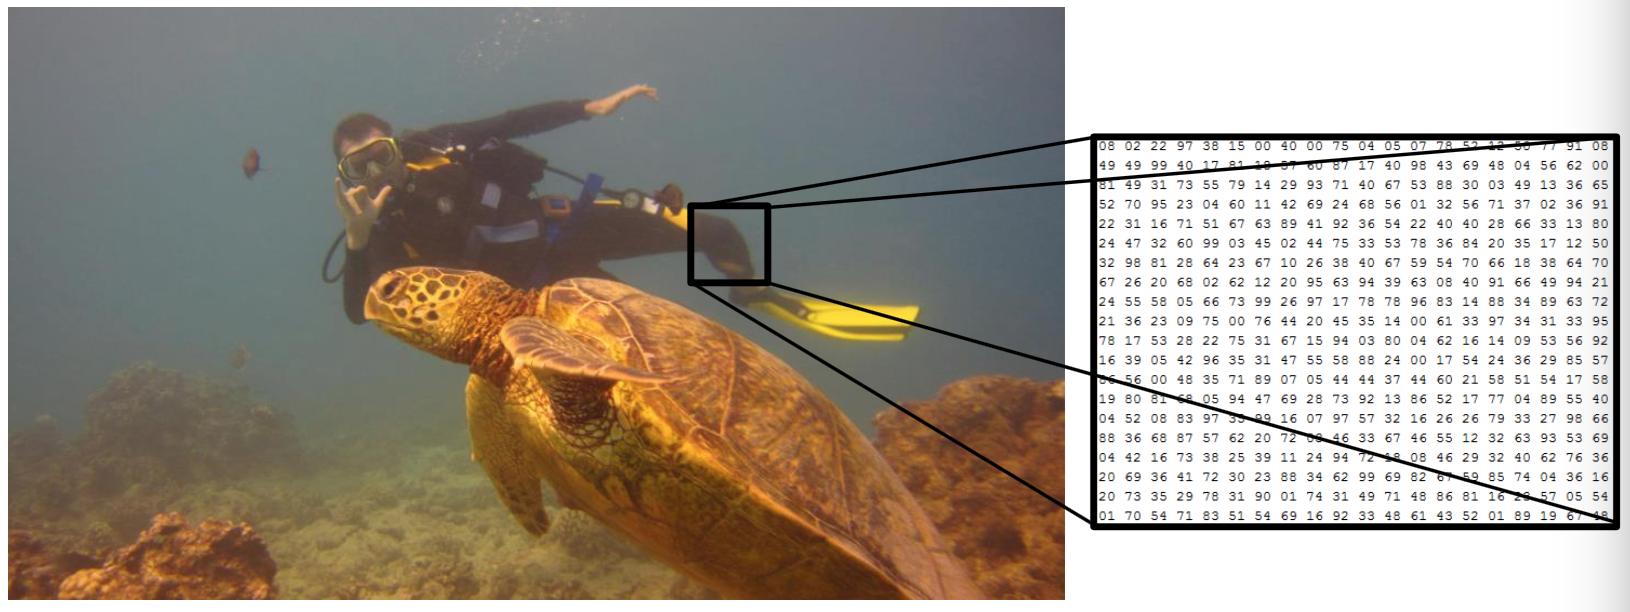 08 02 22 97 38 15 00 40 00 75 04 05 07 78 52 12 50 77 91 08
49 49 99 40 17 81 18 57 60 87 17 40 98 43 69 48 04 56 62 00
81 49 31 73 55 79 14 29 93 71 40 67 53 88 30 03 49 13 36 65
52 70 95 23 04 60 11 42 69 24 68 56 01 32 56 71 37 02 36 91
22 31 16 71 51 67 63 89 41 92 36 54 22 40 40 28 66 33 13 80
24 47 32 60 99 03 45 02 44 75 33 53 78 36 84 20 35 17 12 50
32 98 81 28 64 23 67 10 26 38 40 67 59 54 70 66 18 38 64 70
67 26 20 68 02 62 12 20 95 63 94 39 63 08 40 91 66 49 94 21
24 55 58 05 66 73 99 26 97 17 78 78 96 83 14 88 34 89 63 72
21 36 23 09 75 00 76 44 20 45 35 14 00 61 33 97 34 31 33 95
78 17 53 28 22 75 31 67 15 94 03 80 04 62 16 14 09 53 56 92
16 39 05 42 96 35 31 47 55 58 88 24 00 17 54 24 36 29 85 57
86 56 00 48 35 71 89 07 05 44 44 37 44 60 21 58 51 54 17 58
19 80 81 68 05 94 47 69 28 73 92 13 86 52 17 77 04 89 55 40
04 52 08 83 97 35 99 16 07 97 57 32 16 26 26 79 33 27 98 66
88 36 68 87 57 62 20 72 03 46 33 67 46 55 12 32 63 93 53 69
04 42 16 73 38 25 39 11 24 94 72 18 08 46 29 32 40 62 76 36
20 69 36 41 72 30 23 88 34 62 99 69 82 67 59 85 74 04 36 16
20 73 35 29 78 31 90 01 74 31 49 71 48 86 81 16 23 57 05 54
01 70 54 71 83 51 54 69 16 92 33 48 61 43 52 01 89 19 67 48